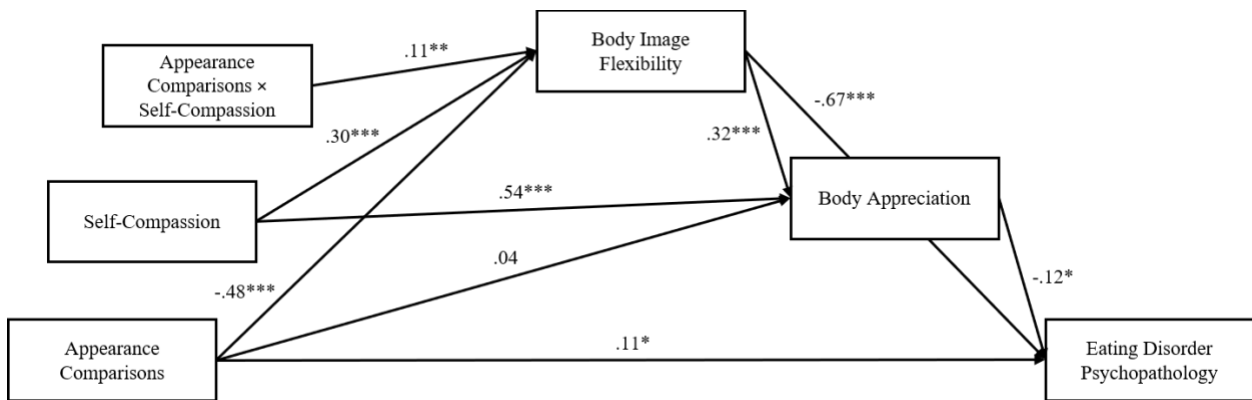 Body Image
Flexibility
.11**
Appearance
Comparisons ×
Self-Compassion
-.67***
.30***
.32***
.54***
Body Appreciation
Self-Compassion
.04
-.48***
-.12*
.11*
Appearance
Comparisons
Eating Disorder
Psychopathology